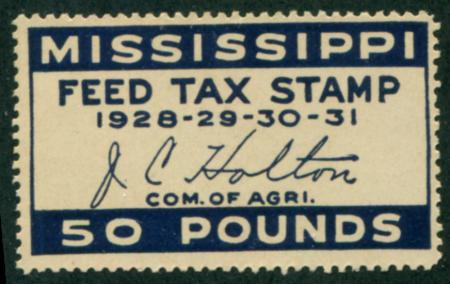 MISSISSIPPI
FEED TAX STAMP
1928-29-30-31
J C Holton
COM. OF AGRI.
50 POUNDS